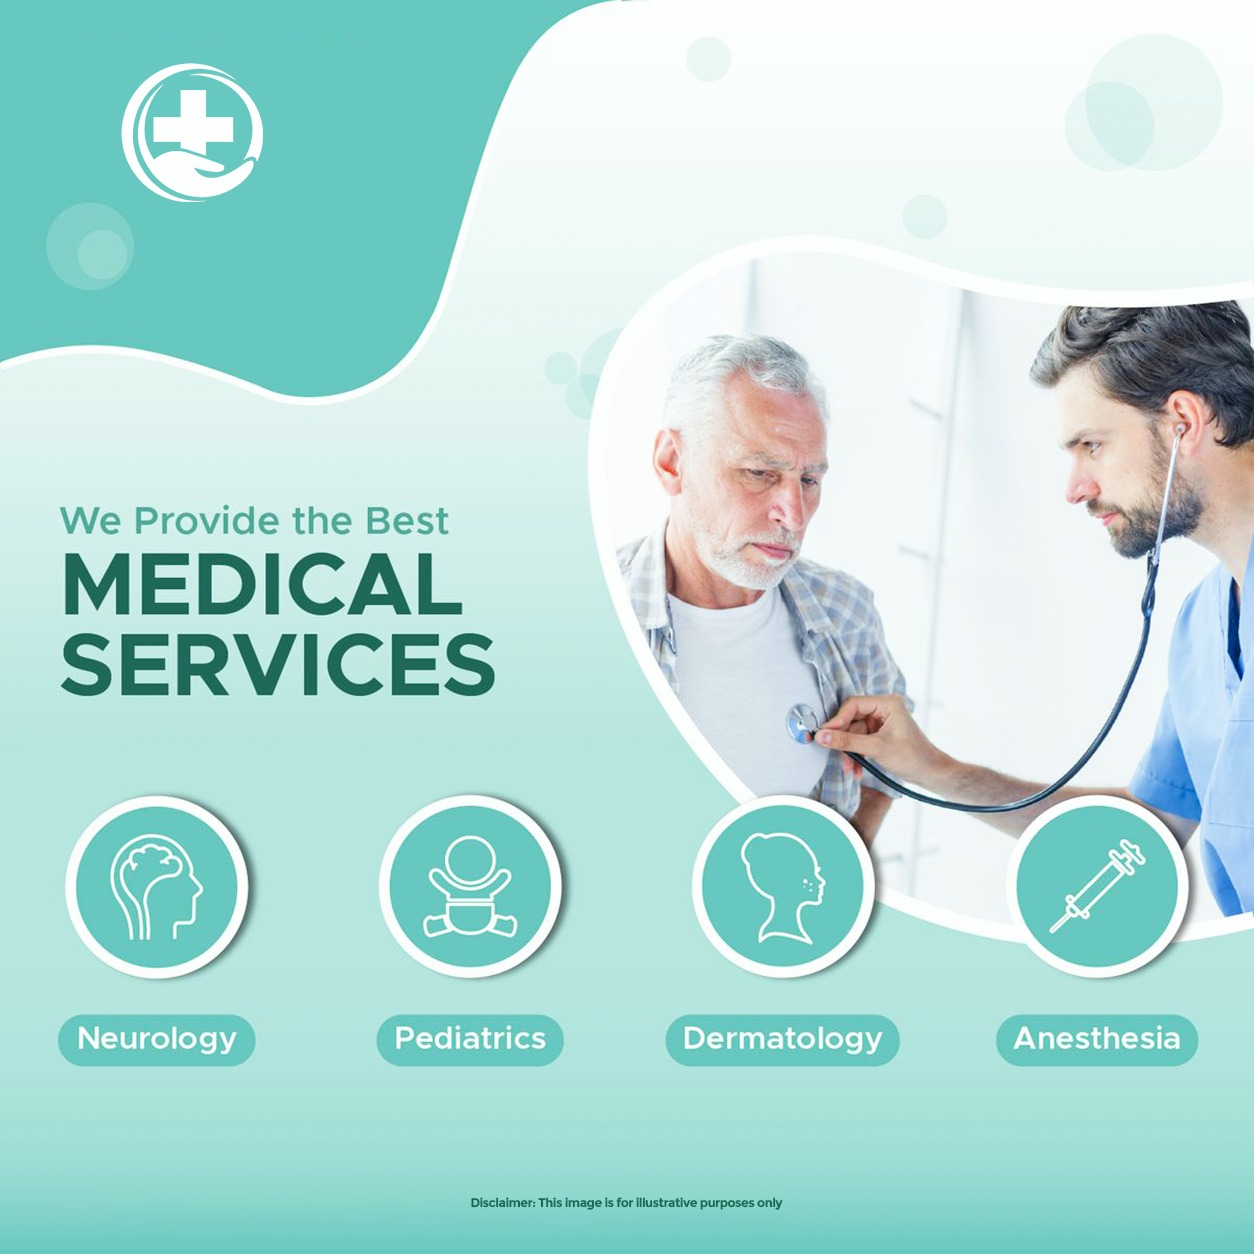 We Provide the Best
MEDICAL
SERVICES
Neurology
Pediatrics
Dermatology
Anesthesia
Disclaimer: This image is for illustrative purposes only